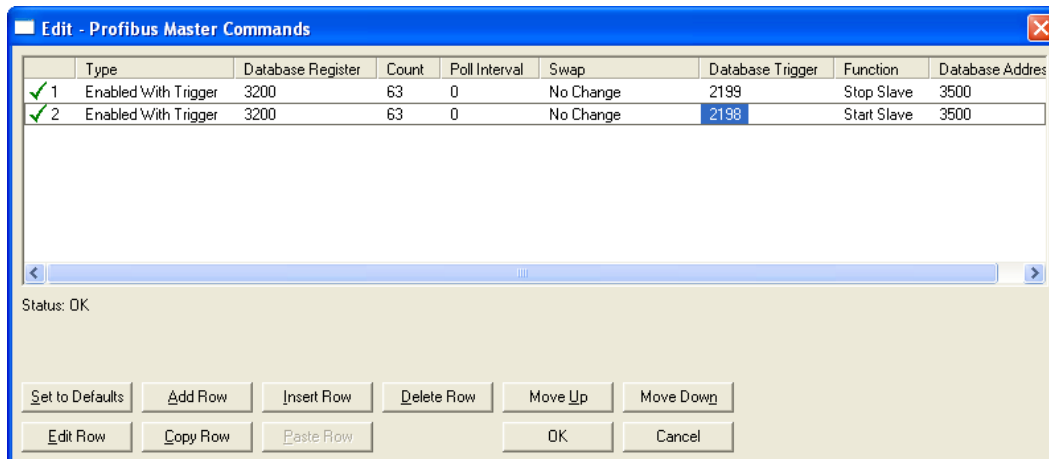 Edit - Profibus Master Commands
Type Database Register Count Poll Interval Swap Database Trigger Function Database Addres
1 Enabled With Trigger 3200 63 0 No Change 2199 Stop Slave 3500
2 Enabled With Trigger 3200 63 0 No Change 2198 Start Slave 3500
Status: OK
Set to Defaults Add Row Insert Row Delete Row Move Up Move Down
Edit Row Copy Row Paste Row OK Cancel